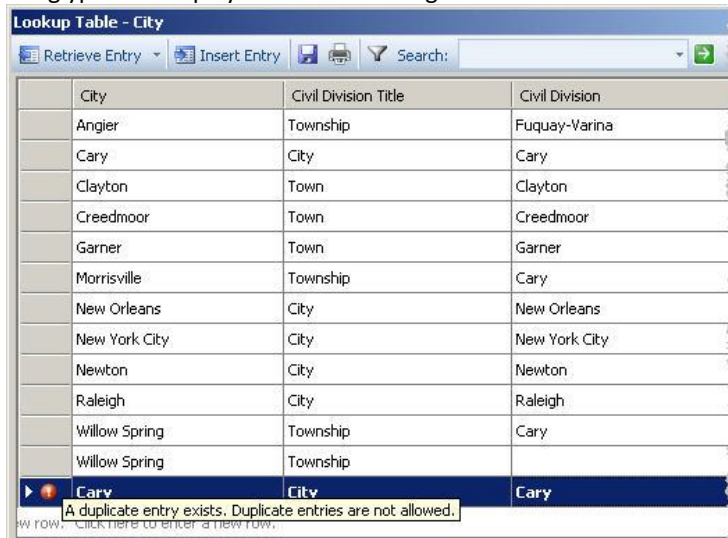 Lookup Table - City
Retrieve Entry Insert Entry Search:
City Civil Division Title Civil Division
Angier Township Fuquay-Varina
Cary City Cary
Clayton Town Clayton
Creedmoor Town Creedmoor
Garner Town Garner
Morrisville Township Cary
New Orleans City New Orleans
New York City City New York City
Newton City Newton
Raleigh City Raleigh
Willow Spring Township Cary
Willow Spring Township
Cary City Cary
A duplicate entry exists. Duplicate entries are not allowed.
w row. Click here to enter a new row.